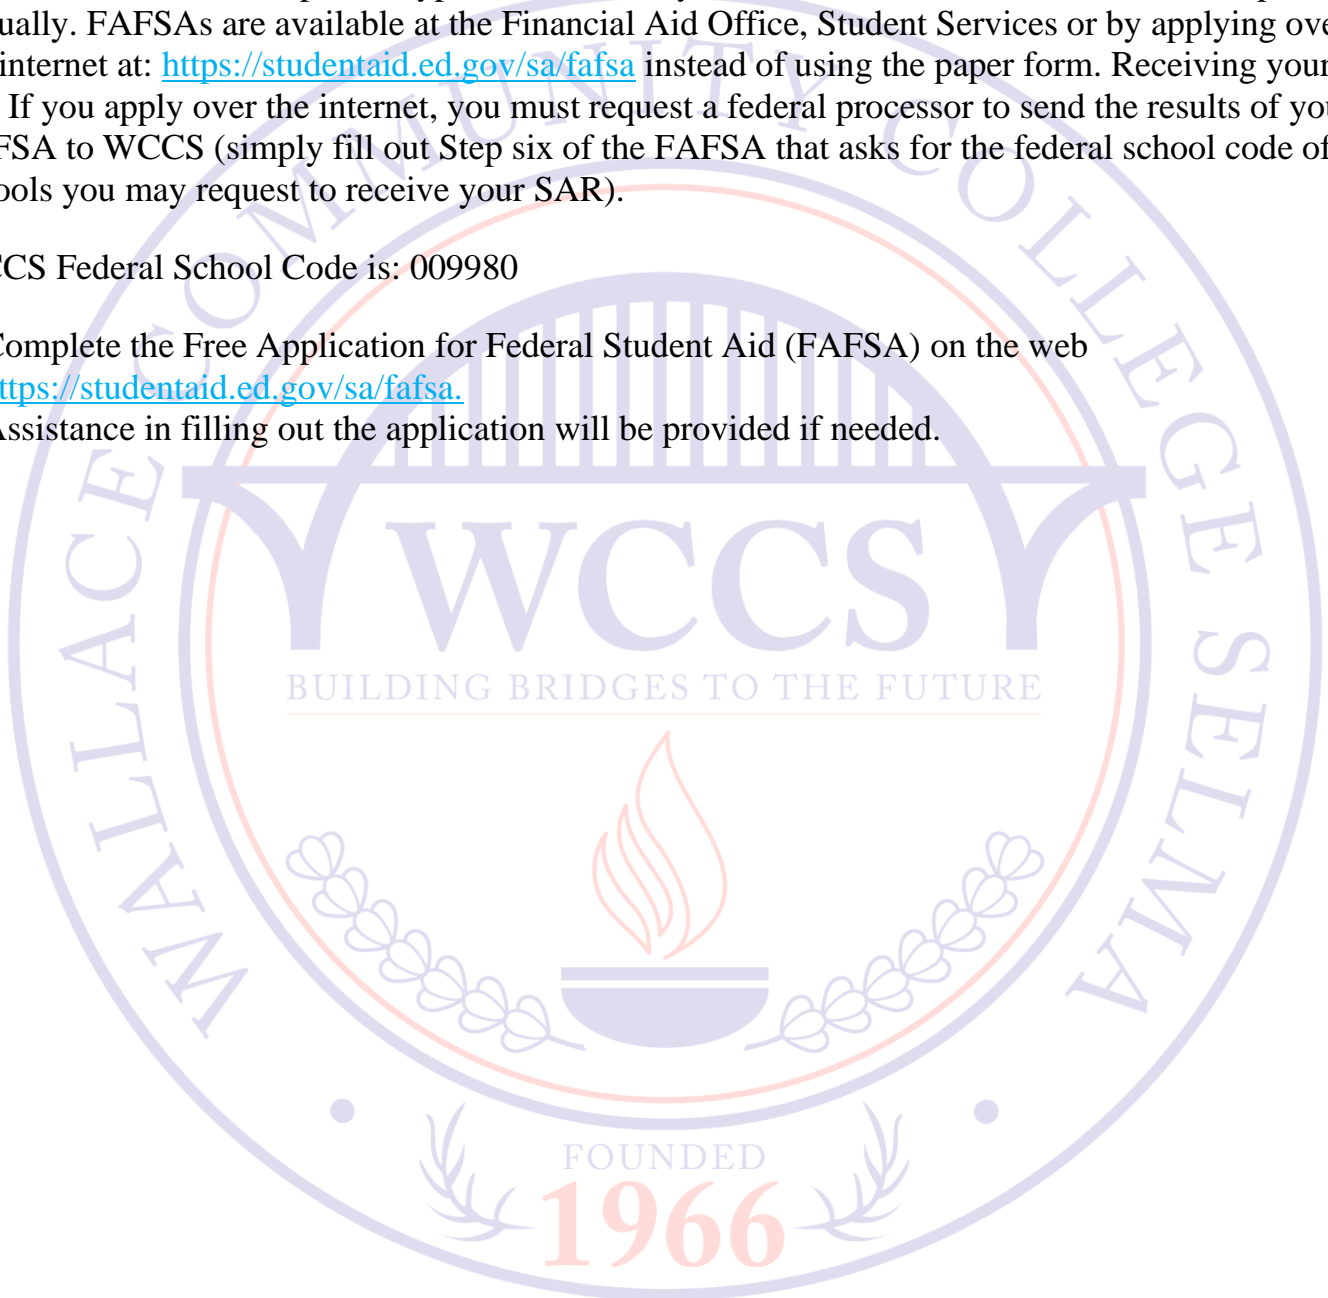 ually. FAFSAs are available at the Financial Aid Office, Student Services or by applying ove
internet at: https://studentaid.ed.gov/sa/fafsa instead of using the paper form. Receiving your
If you apply over the internet, you must request a federal processor to send the results of you
FSA to WCCS (simply fill out Step six of the FAFSA that asks for the federal school code of
ools you may request to receive your SAR).
CCS Federal School Code is: 009980
Complete the Free Application for Federal Student Aid (FAFSA) on the web
ttps://studentaid.ed.gov/sa/fafsa.
Assistance in filling out the application will be provided if needed.
WALLACE COMMUNITY COLLEGE SELMA
WCCS
BUILDING BRIDGES TO THE FUTURE
FOUNDED
1966